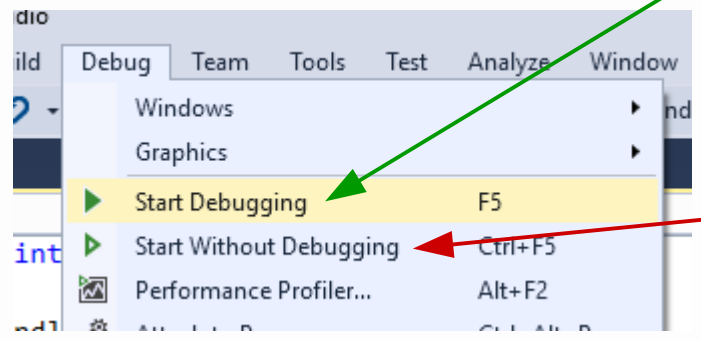 dio
ild Debug Team Tools Test Analyze Window
Windows nd
Graphics
Start Debugging F5
int Start Without Debugging Ctrl+F5
Performance Profiler... Alt+F2